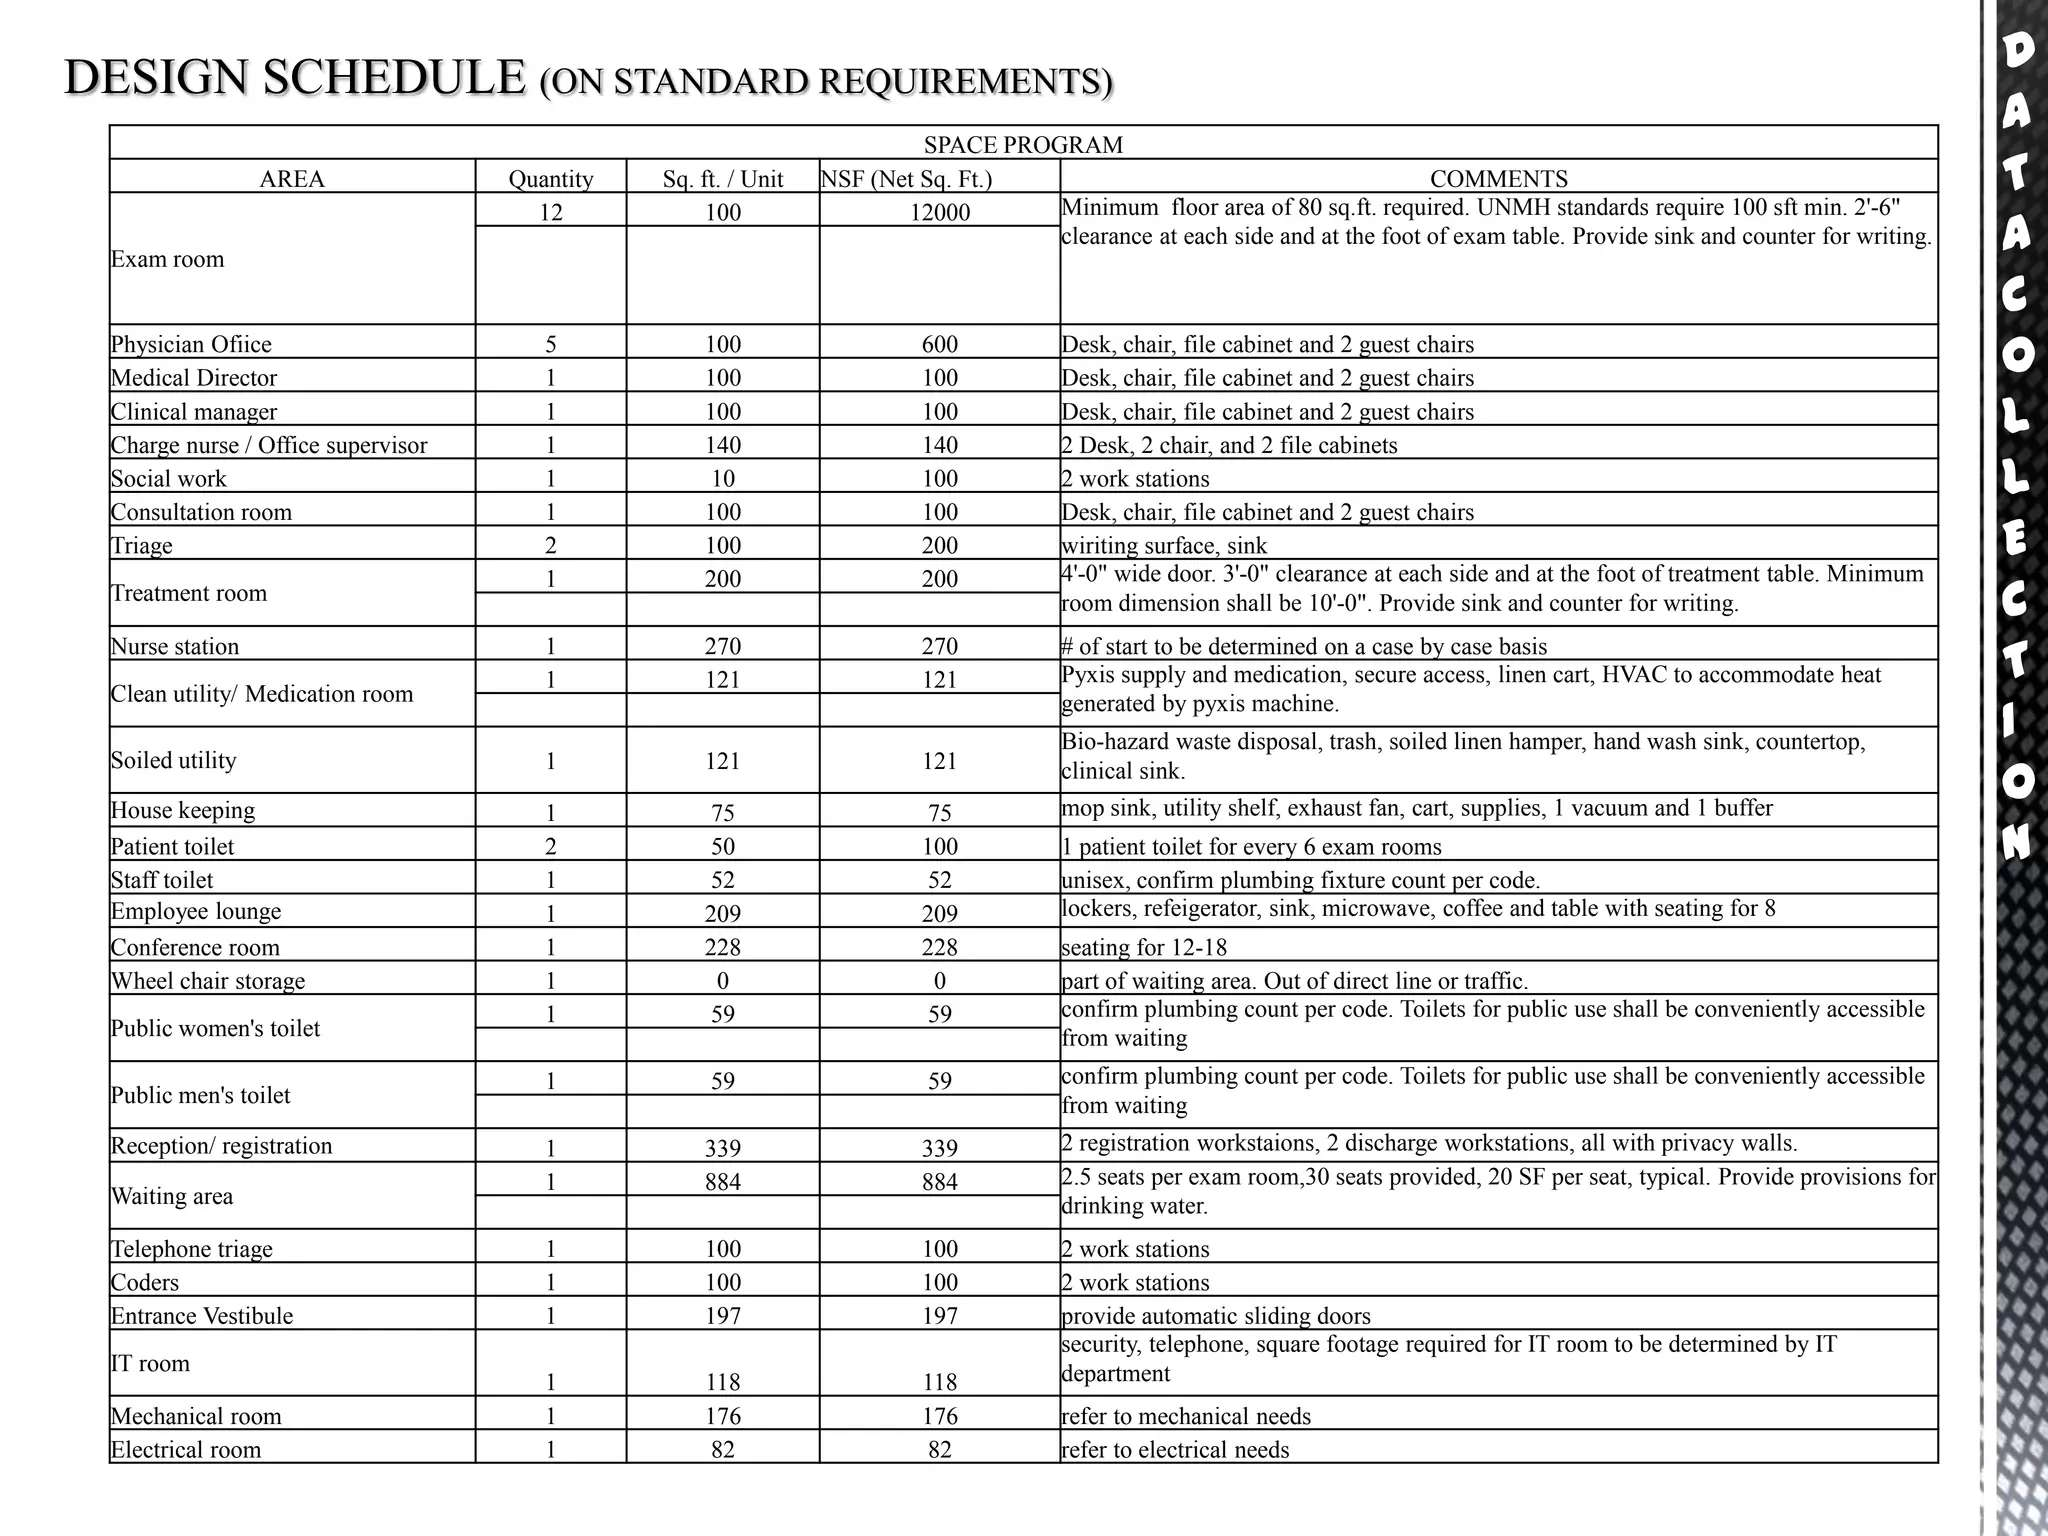 DESIGN SCHEDULE (ON STANDARD REQUIREMENTS)
SPACE PROGRAM
AREA Quantity Sq. ft. / Unit NSF (Net Sq. Ft.) COMMENTS
Exam room 12 100 12000 Minimum floor area of 80 sq.ft. required. UNMH standards require 100 sft min. 2'-6"
clearance at each side and at the foot of exam table. Provide sink and counter for writing.
Physician Ofiice 5 100 600 Desk, chair, file cabinet and 2 guest chairs
Medical Director 1 100 100 Desk, chair, file cabinet and 2 guest chairs
Clinical manager 1 100 100 Desk, chair, file cabinet and 2 guest chairs
Charge nurse / Office supervisor 1 140 140 2 Desk, 2 chair, and 2 file cabinets
Social work 1 10 100 2 work stations
Consultation room 1 100 100 Desk, chair, file cabinet and 2 guest chairs
Triage 2 100 200 wiriting surface, sink
Treatment room 1 200 200 4'-0" wide door. 3'-0" clearance at each side and at the foot of treatment table. Minimum
room dimension shall be 10'-0". Provide sink and counter for writing.
Nurse station 1 270 270 # of start to be determined on a case by case basis
Clean utility/ Medication room 1 121 121 Pyxis supply and medication, secure access, linen cart, HVAC to accommodate heat
generated by pyxis machine.
Soiled utility 1 121 121 Bio-hazard waste disposal, trash, soiled linen hamper, hand wash sink, countertop,
clinical sink.
House keeping 1 75 75 mop sink, utility shelf, exhaust fan, cart, supplies, 1 vacuum and 1 buffer
Patient toilet 2 50 100 1 patient toilet for every 6 exam rooms
Staff toilet 1 52 52 unisex, confirm plumbing fixture count per code.
Employee lounge 1 209 209 lockers, refeigerator, sink, microwave, coffee and table with seating for 8
Conference room 1 228 228 seating for 12-18
Wheel chair storage 1 0 0 part of waiting area. Out of direct line or traffic.
Public women's toilet 1 59 59 confirm plumbing count per code. Toilets for public use shall be conveniently accessible
from waiting
Public men's toilet 1 59 59 confirm plumbing count per code. Toilets for public use shall be conveniently accessible
from waiting
Reception/ registration 1 339 339 2 registration workstaions, 2 discharge workstations, all with privacy walls.
Waiting area 1 884 884 2.5 seats per exam room,30 seats provided, 20 SF per seat, typical. Provide provisions for
drinking water.
Telephone triage 1 100 100 2 work stations
Coders 1 100 100 2 work stations
Entrance Vestibule 1 197 197 provide automatic sliding doors
IT room 1 118 118 security, telephone, square footage required for IT room to be determined by IT
department
Mechanical room 1 176 176 refer to mechanical needs
Electrical room 1 82 82 refer to electrical needs
DATACOLLECTION